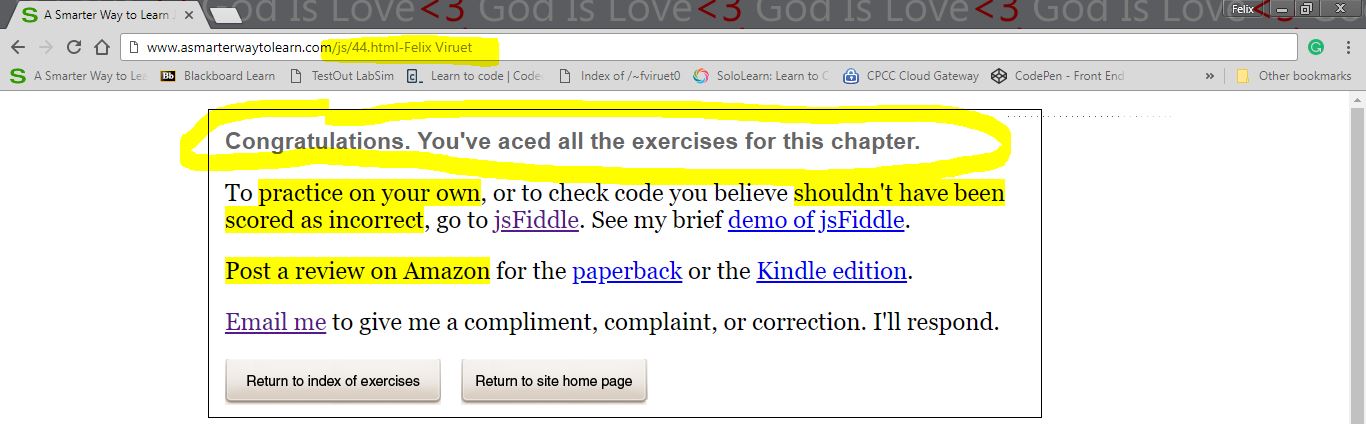 God Is Love<3 God Is Love<3 God Is Love<3 God
A Smarter Way to Learn J
Felix
www.asmarterwaytolearn.com/js/44.html-Felix Viruet
A Smarter Way to Le
Blackboard Learn
TestOut LabSim
Learn to code | Code
Index of /~fviruet0
SoloLearn: Learn to C
CPCC Cloud Gateway
CodePen - Front End
»
Other bookmarks
Congratulations. You've aced all the exercises for this chapter.
To practice on your own, or to check code you believe shouldn't have been
scored as incorrect, go to jsFiddle. See my brief demo of jsFiddle.
Post a review on Amazon for the paperback or the Kindle edition.
Email me to give me a compliment, complaint, or correction. I'll respond.
Return to index of exercises
Return to site home page